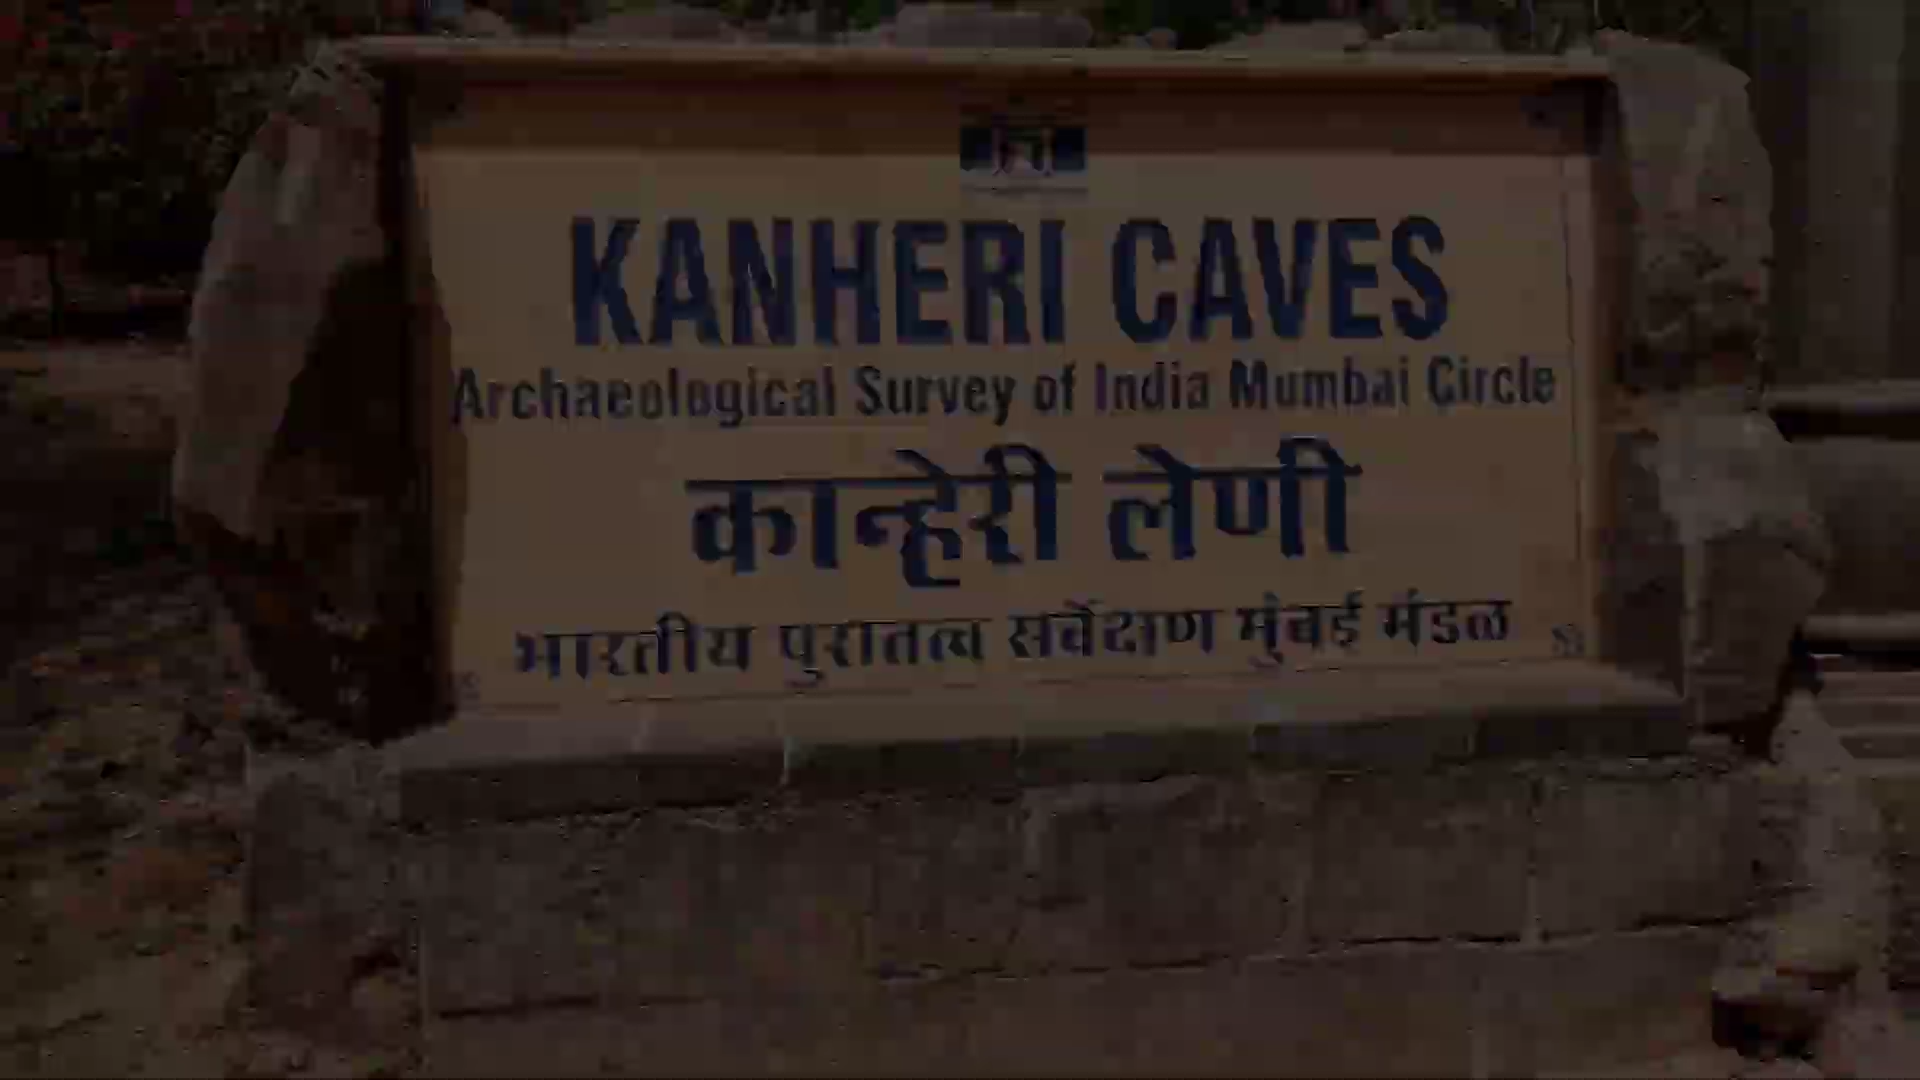 KANHERI CAVES
Archaeological Survey of India Mumbai Circle
कान्हेरी लेणी
भारतीय पुरातत्व सर्वेक्षण मुंबई मंडळ